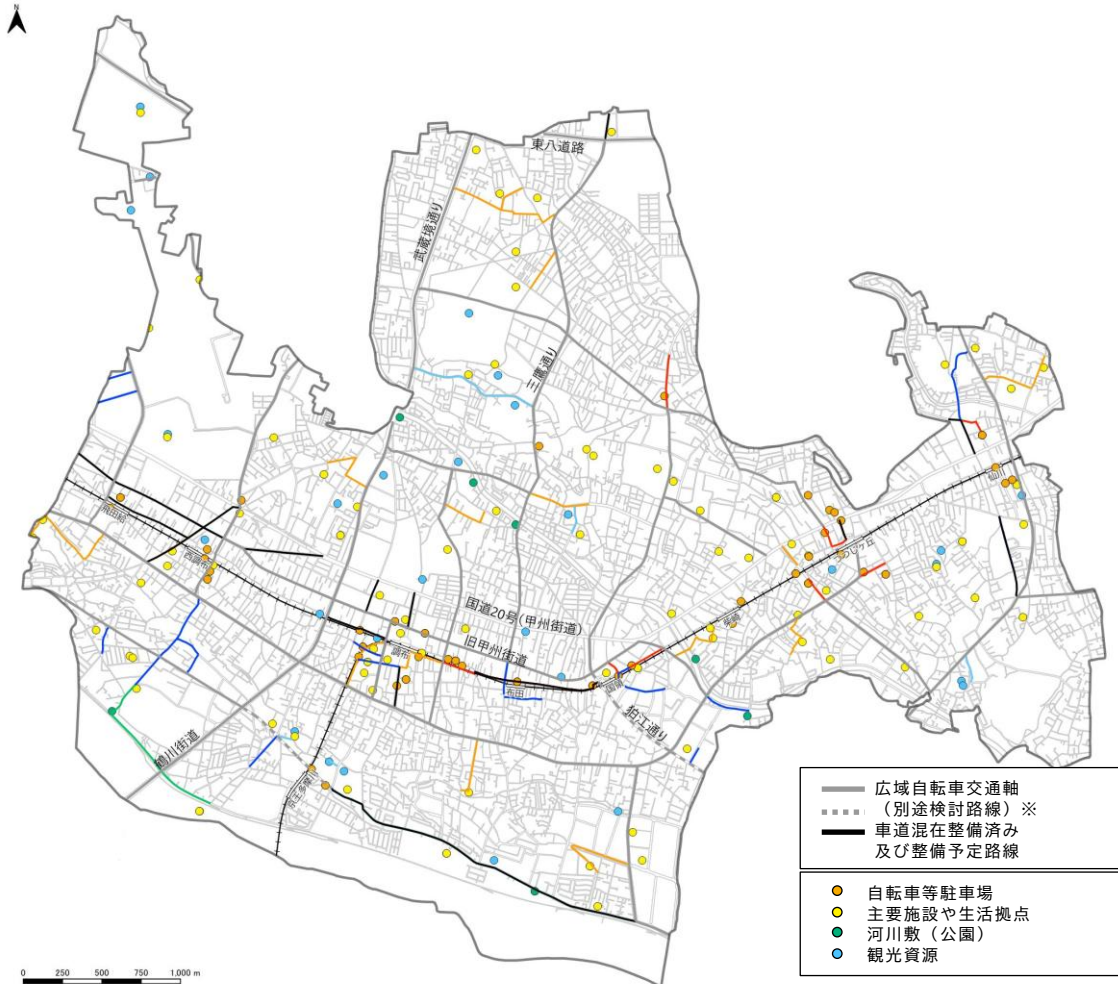 東八道路
武蔵境通り
三鷹通り
仙川
飛田給
つつじヶ丘
西調布
柴崎
国道20号(甲州街道)
旧甲州街道
調布
布田
国領
狛江通り
鶴川街道
京王多摩川
広域自転車交通軸
(別途検討路線)※
車道混在整備済み
及び整備予定路線
自転車等駐車場
主要施設や生活拠点
河川敷(公園)
観光資源
0 250 500 750 1,000 m